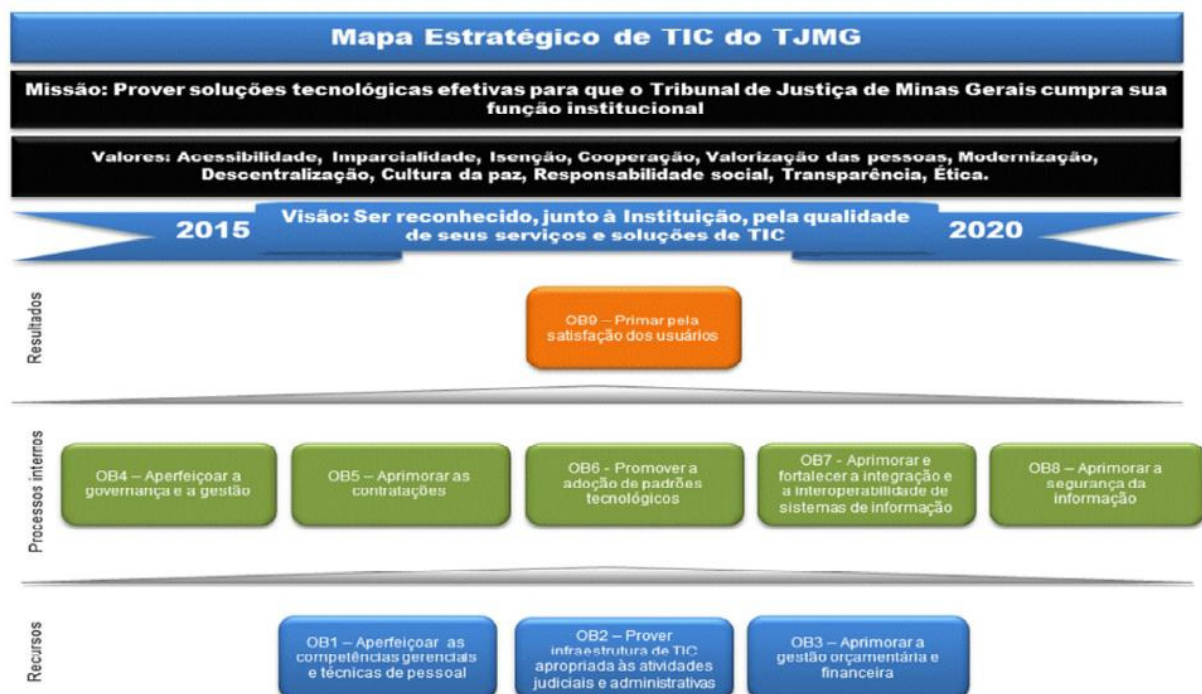 Mapa Estratégico de TIC do TJMG
Missão: Prover soluções tecnológicas efetivas para que o Tribunal de Justiça de Minas Gerais cumpra sua
função institucional
Valores: Acessibilidade, Imparcialidade, Isenção, Cooperação, Valorização das pessoas, Modernização,
Descentralização, Cultura da paz, Responsabilidade social, Transparência, Ética.
2015
Visão: Ser reconhecido, junto à Instituição, pela qualidade
de seus serviços e soluções de TIC
2020
Resultados
OB9 – Primar pela
satisfação dos usuários
Processos internos
OB4 – Aperfeiçoar a
governança e a gestão
OB5 – Aprimorar as
contratações
OB6 - Promover a
adoção de padrões
tecnológicos
OB7 - Aprimorar e
fortalecer a integração e
a interoperabilidade de
sistemas de informação
OB8 – Aprimorar a
segurança da
informação
Recursos
OB1 – Aperfeiçoar as
competências gerenciais
e técnicas de pessoal
OB2 – Prover
infraestrutura de TIC
apropriada às atividades
judiciais e administrativas
OB3 – Aprimorar a
gestão orçamentária e
financeira